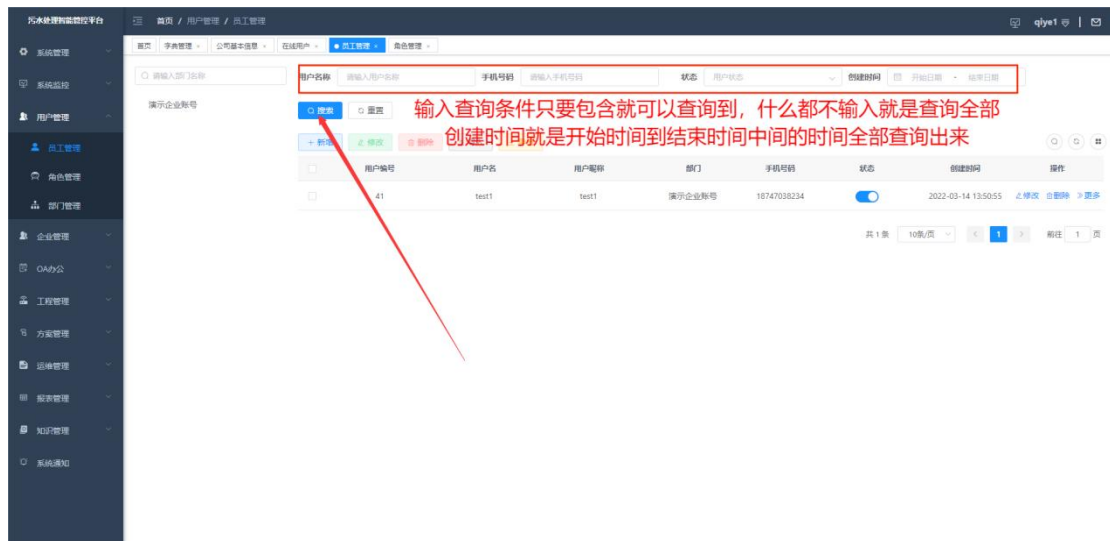 污水处理智能管控平台
首页 / 用户管理 / 员工管理
qiye1
首页 字典管理 × 公司基本信息 × 在线用户 × 员工管理 × 角色管理 ×
系统管理
系统监控
用户管理
员工管理
角色管理
部门管理
企业管理
OA办公
工程管理
方案管理
运维管理
报表管理
知识管理
系统通知
请输入部门名称
演示企业账号
用户名称 请输入用户名称 手机号码 请输入手机号码 状态 用户状态 创建时间 开始日期 - 结束日期
搜索 重置
输入查询条件只要包含就可以查询到，什么都不输入就是查询全部
创建时间就是开始时间到结束时间中间的时间全部查询出来
+ 新增 修改 删除
用户编号 用户名 用户昵称 部门 手机号码 状态 创建时间 操作
41 test1 test1 演示企业账号 18747038234 2022-03-14 13:50:55 修改 删除 更多
共 1 条 10条/页 < 1 > 前往 1 页